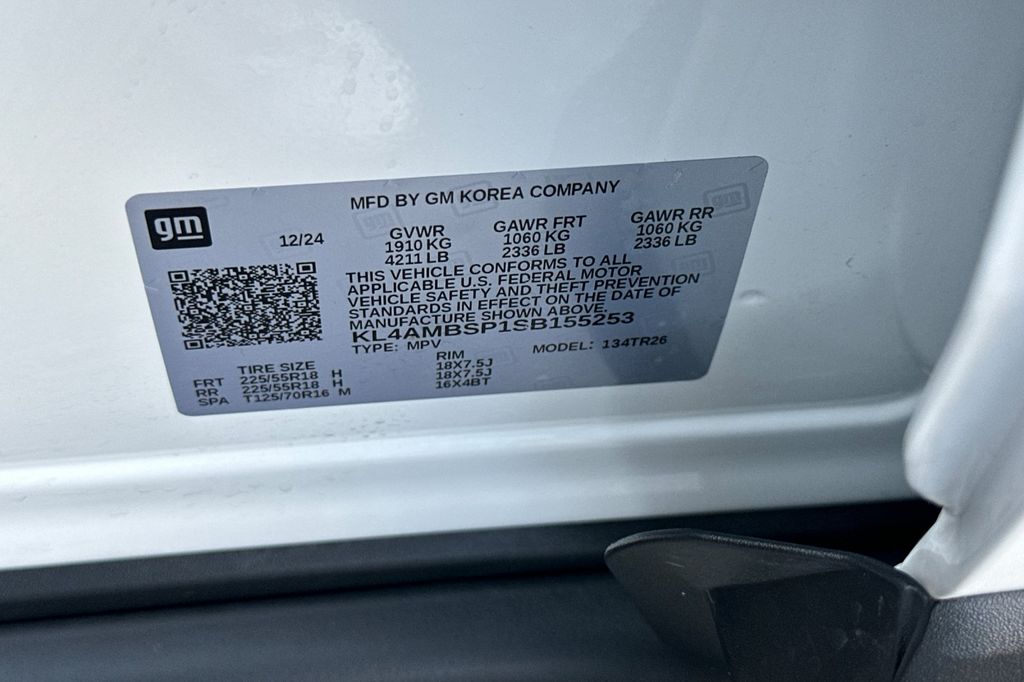 MFD BY GM KOREA COMPANY
gm
12/24
GVWR
1910 KG
4211 LB
GAWR FRT
1060 KG
2336 LB
GAWR RR
1060 KG
2336 LB
THIS VEHICLE CONFORMS TO ALL
APPLICABLE U.S. FEDERAL MOTOR
VEHICLE SAFETY AND THEFT PREVENTION
STANDARDS IN EFFECT ON THE DATE OF
MANUFACTURE SHOWN ABOVE.
KL4AMBSP1SB155253
TYPE: MPV MODEL: 134TR26
TIRE SIZE RIM
FRT 225/55R18 H 18X7.5J
RR 225/55R18 H 18X7.5J
SPA T125/70R16 M 16X4BT